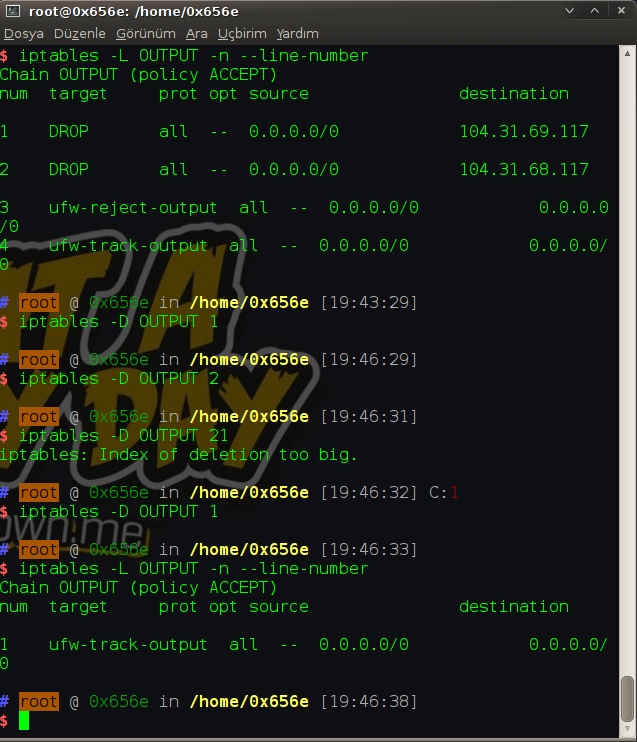 root@0x656e: /home/0x656e
Dosya Düzenle Görünüm Ara Uçbirim Yardım
$ iptables -L OUTPUT -n --line-number
Chain OUTPUT (policy ACCEPT)
num target prot opt source destination
1 DROP all -- 0.0.0.0/0 104.31.69.117
2 DROP all -- 0.0.0.0/0 104.31.68.117
3 ufw-reject-output all -- 0.0.0.0/0 0.0.0.0
/0
4 ufw-track-output all -- 0.0.0.0/0 0.0.0.0/
0
# root @ 0x656e in /home/0x656e [19:43:29]
$ iptables -D OUTPUT 1
# root @ 0x656e in /home/0x656e [19:46:29]
$ iptables -D OUTPUT 2
# root @ 0x656e in /home/0x656e [19:46:31]
$ iptables -D OUTPUT 21
iptables: Index of deletion too big.
# root @ 0x656e in /home/0x656e [19:46:32] C:1
$ iptables -D OUTPUT 1
# root @ 0x656e in /home/0x656e [19:46:33]
$ iptables -L OUTPUT -n --line-number
Chain OUTPUT (policy ACCEPT)
num target prot opt source destination
1 ufw-track-output all -- 0.0.0.0/0 0.0.0.0/
0
# root @ 0x656e in /home/0x656e [19:46:38]
$